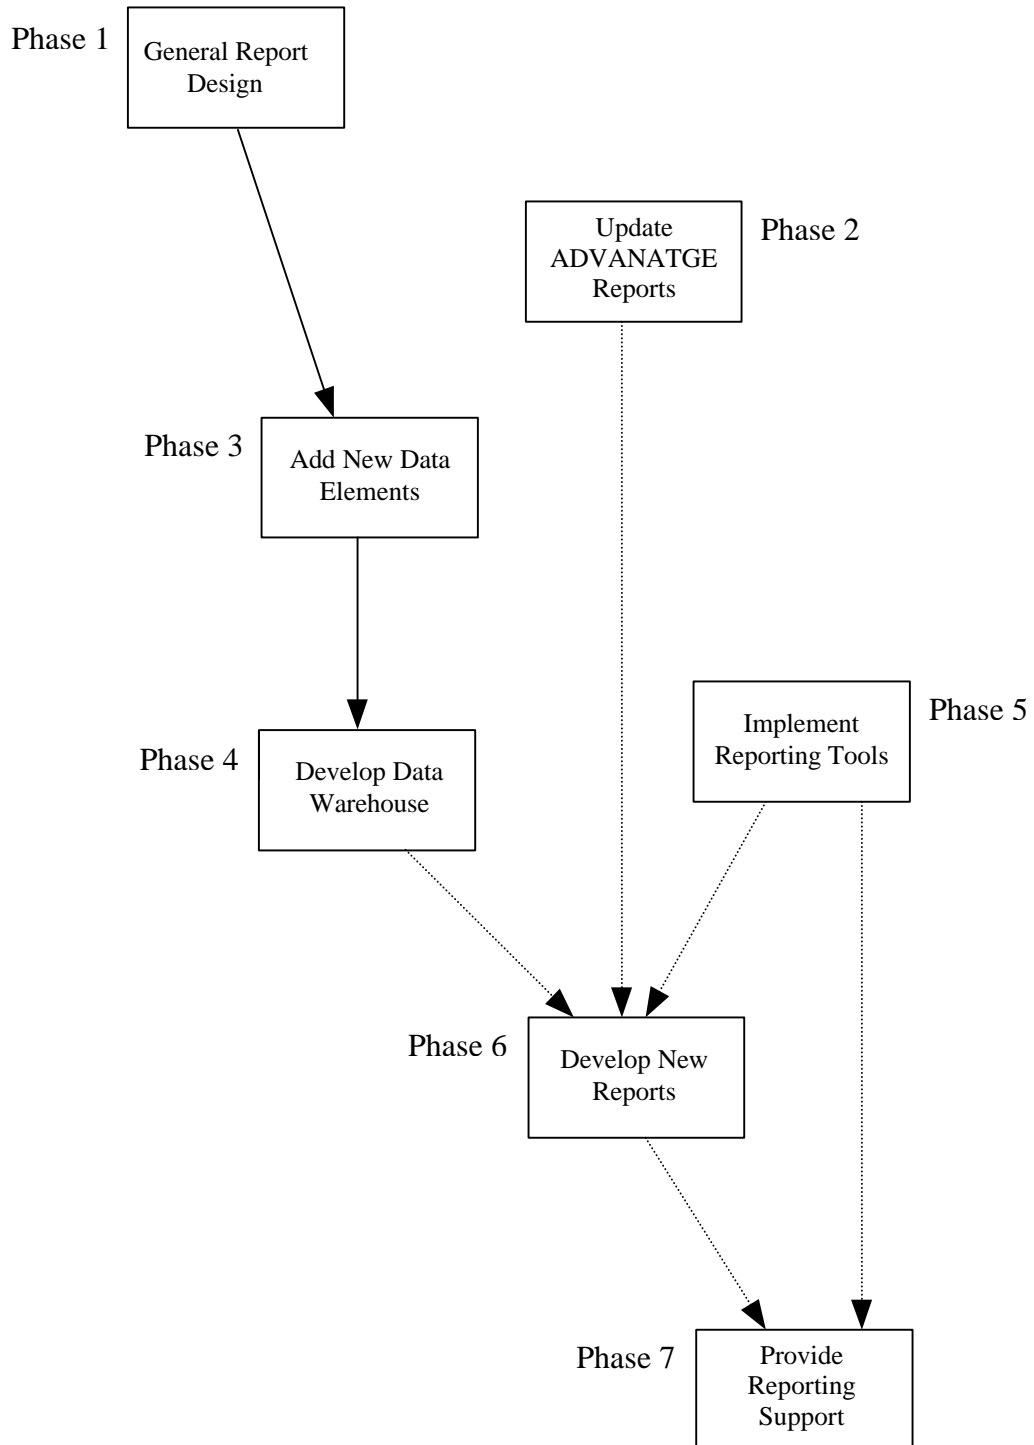 Phase 1
General Report
Design
Update
ADVANATGE
Reports
Phase 2
Phase 3
Add New Data
Elements
Implement
Reporting Tools
Phase 5
Phase 4
Develop Data
Warehouse
Phase 6
Develop New
Reports
Phase 7
Provide
Reporting
Support